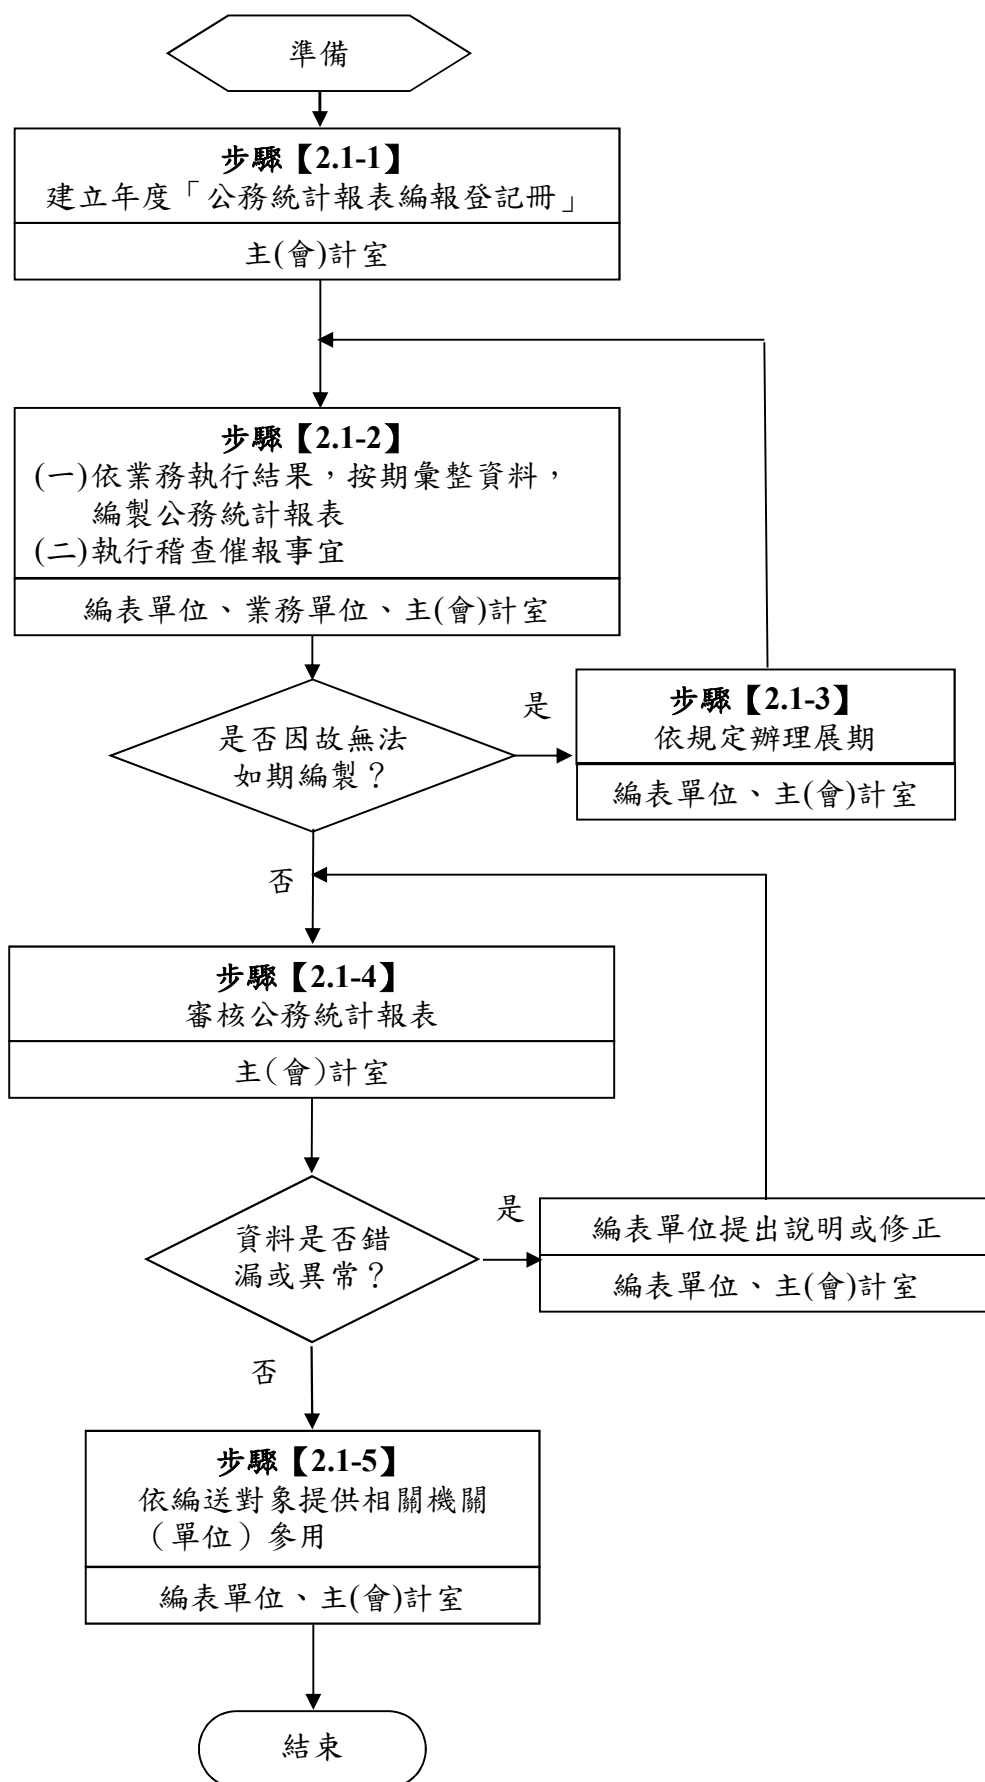 準備
步驟【2.1-1】
建立年度「公務統計報表編報登記冊」
主(會)計室
步驟【2.1-2】
(一)依業務執行結果，按期彙整資料，
編製公務統計報表
(二)執行稽查催報事宜
編表單位、業務單位、主(會)計室
是否因故無法
如期編製？
是
步驟【2.1-3】
依規定辦理展期
編表單位、主(會)計室
否
步驟【2.1-4】
審核公務統計報表
主(會)計室
資料是否錯
漏或異常？
是
編表單位提出說明或修正
編表單位、主(會)計室
否
步驟【2.1-5】
依編送對象提供相關機關
（單位）參用
編表單位、主(會)計室
結束